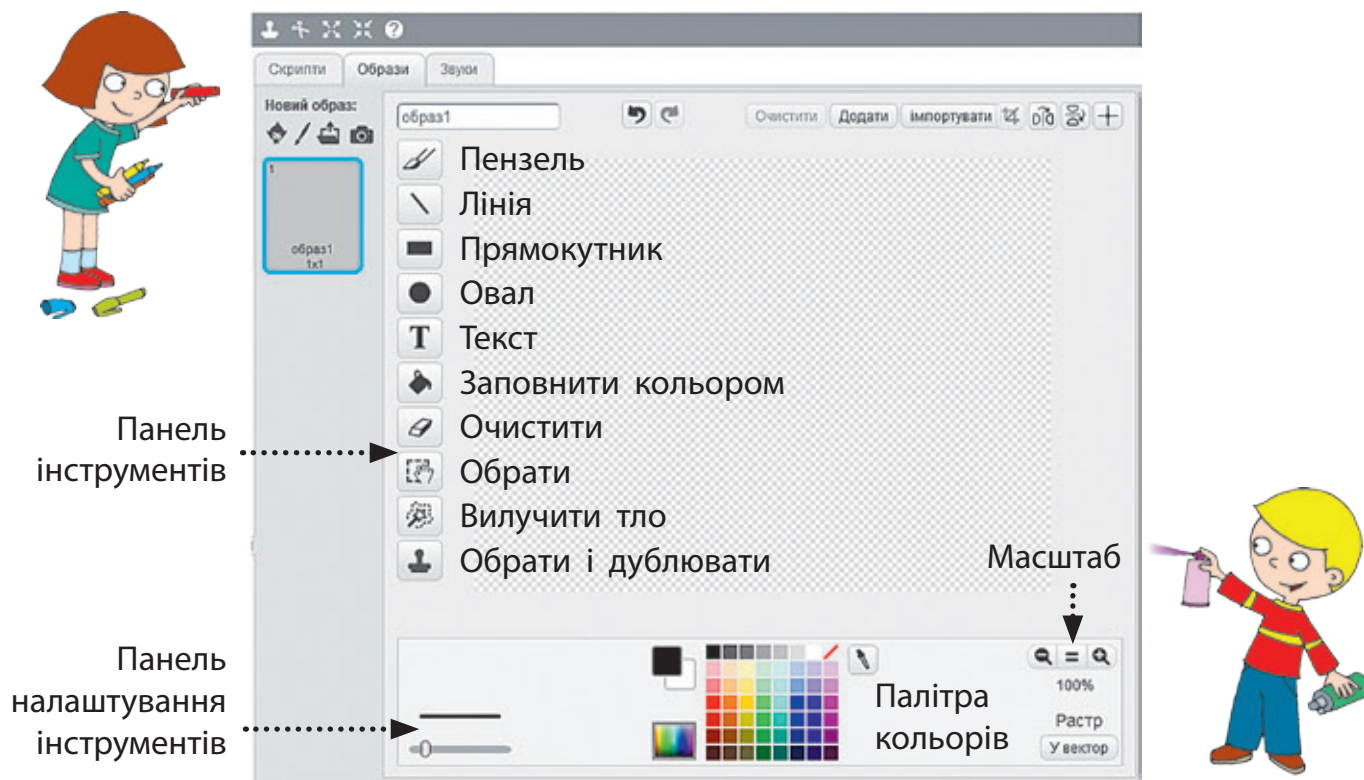 Скрипти Образи Звуки
Новий образ:
образ1 Очистити Додати імпортувати
1
образ1
1x1
Пензель
Лінія
Прямокутник
Овал
T Текст
Заповнити кольором
Очистити
Обрати
Вилучити тло
Обрати і дублювати
Панель
інструментів
Масштаб
Панель
налаштування
інструментів
Палітра
кольорів
100%
Растр
У вектор